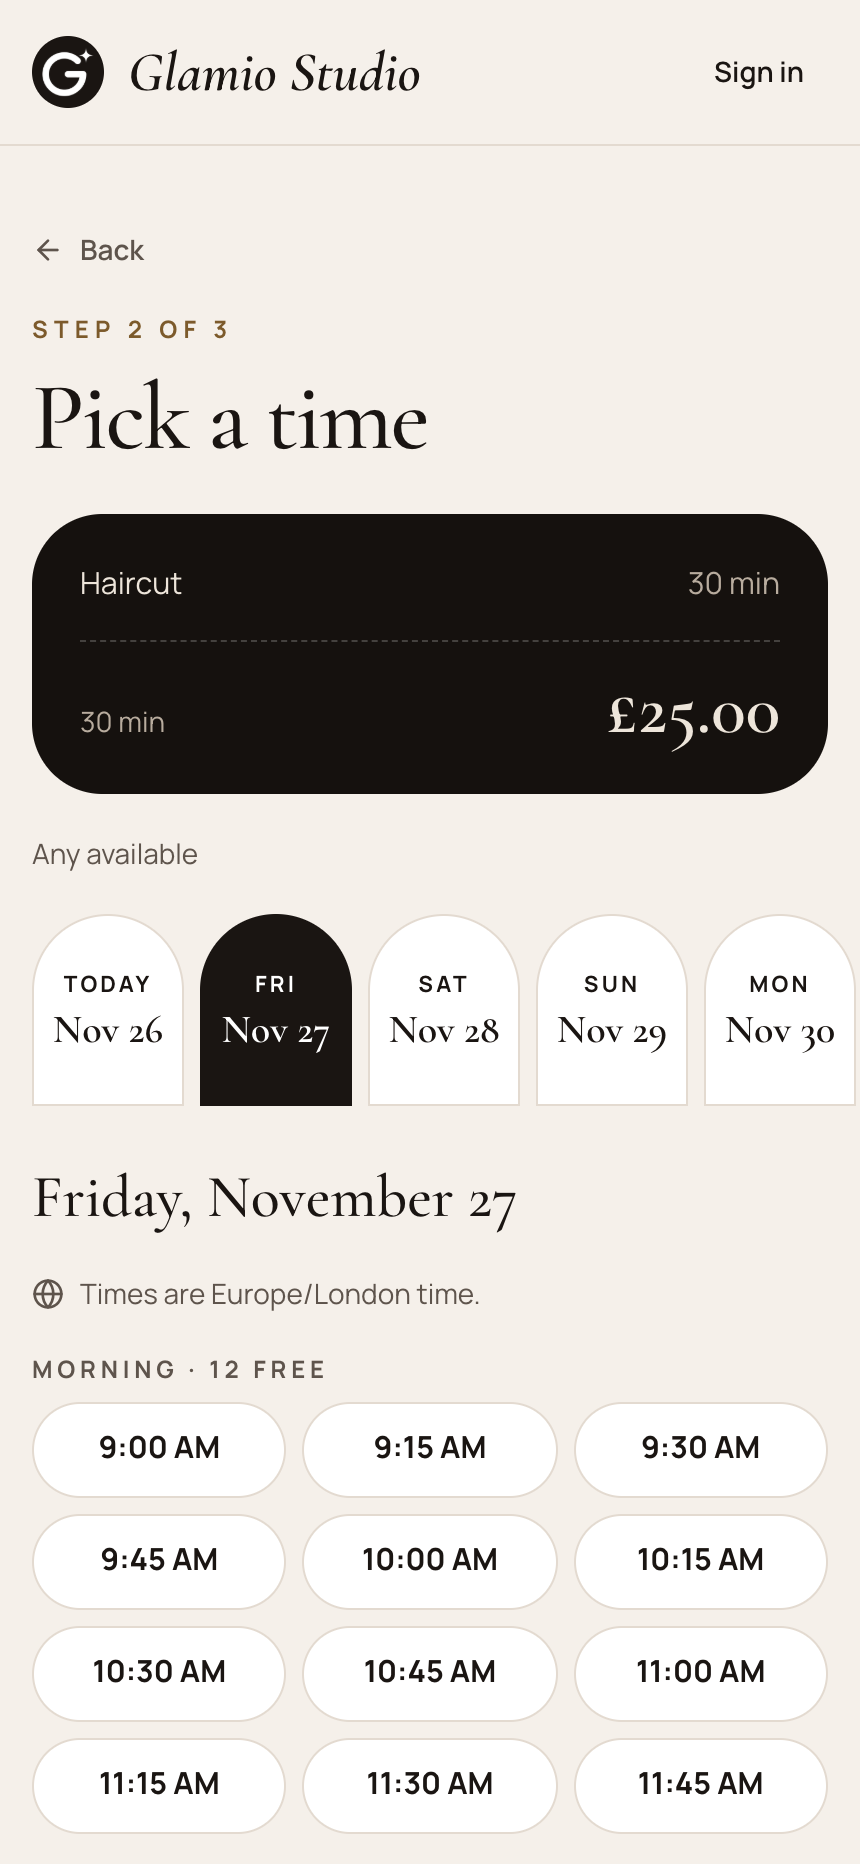 G Glamio Studio Sign in
Back
STEP 2 OF 3
Pick a time
Haircut 30 min
30 min £25.00
Any available
TODAY FRI SAT SUN MON
Nov 26 Nov 27 Nov 28 Nov 29 Nov 30
Friday, November 27
Times are Europe/London time.
MORNING · 12 FREE
9:00 AM 9:15 AM 9:30 AM
9:45 AM 10:00 AM 10:15 AM
10:30 AM 10:45 AM 11:00 AM
11:15 AM 11:30 AM 11:45 AM